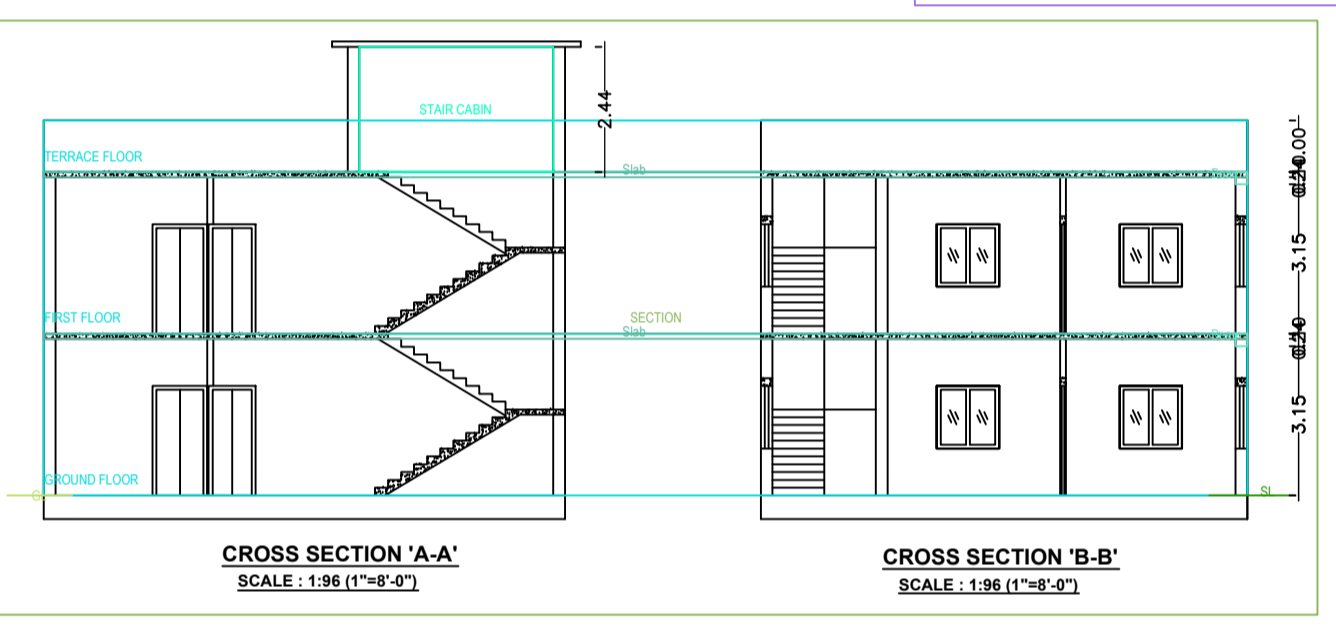 STAIR CABIN
2.44
TERRACE FLOOR
Slab
3.15
FIRST FLOOR
SECTION
Slab
3.15
GROUND FLOOR
SL
CROSS SECTION 'A-A'
SCALE : 1:96 (1"=8'-0")
CROSS SECTION 'B-B'
SCALE : 1:96 (1"=8'-0")